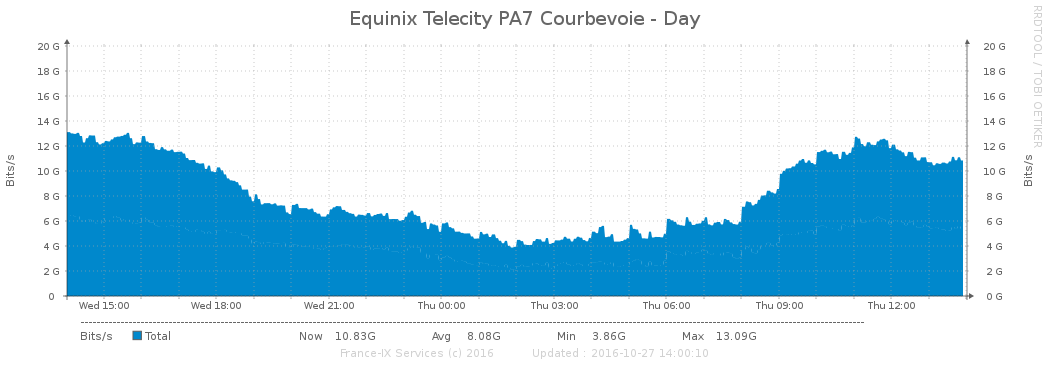 Equinix Telecity PA7 Courbevoie - Day
RRDTOOL / TOBI OETIKER
20 G 20 G
18 G 18 G
16 G 16 G
14 G 14 G
12 G 12 G
10 G 10 G
8 G 8 G
6 G 6 G
4 G 4 G
2 G 2 G
0 0 G
Bits/s Bits/s
Wed 15:00 Wed 18:00 Wed 21:00 Thu 00:00 Thu 03:00 Thu 06:00 Thu 09:00 Thu 12:00
Bits/s Total Now 10.83G Avg 8.08G Min 3.86G Max 13.09G
France-IX Services (c) 2016 Updated : 2016-10-27 14:00:10